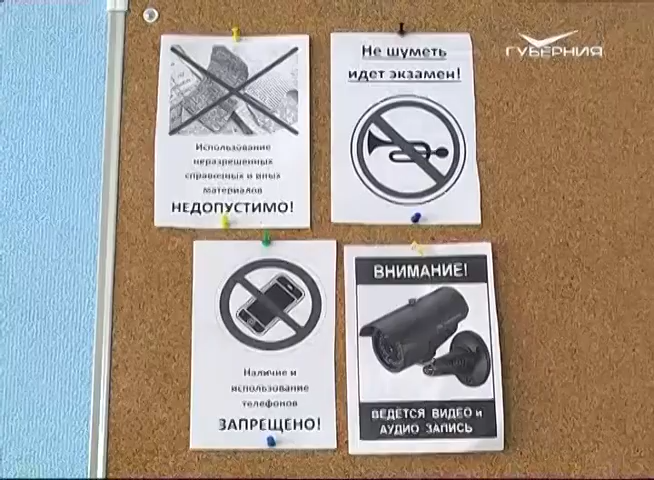 ГУБЕРНИЯ
Использование
неразрешенных
справочных и иных
материалов
НЕДОПУСТИМО!
Не шуметь
идет экзамен!
Наличие и
использование
телефонов
ЗАПРЕЩЕНО!
ВНИМАНИЕ!
ВЕДЕТСЯ ВИДЕО и
АУДИО ЗАПИСЬ